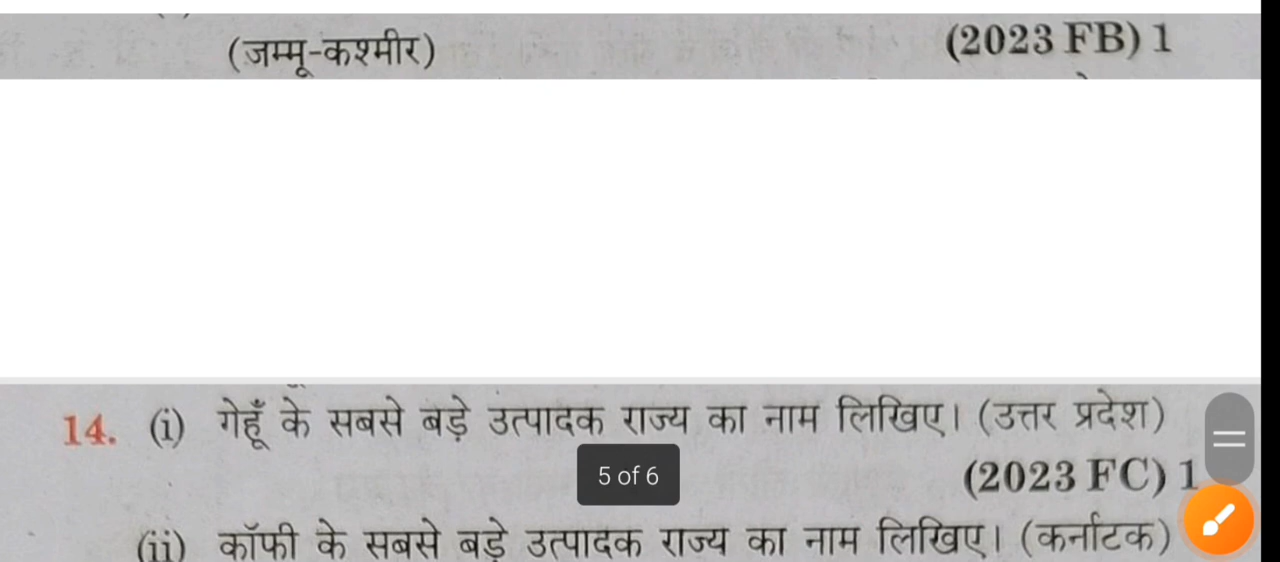 (जम्मू-कश्मीर) (2023 FB) 1
14. (i) गेहूँ के सबसे बड़े उत्पादक राज्य का नाम लिखिए। (उत्तर प्रदेश)
5 of 6
(2023 FC) 1
(ii) कॉफी के सबसे बड़े उत्पादक राज्य का नाम लिखिए। (कर्नाटक)